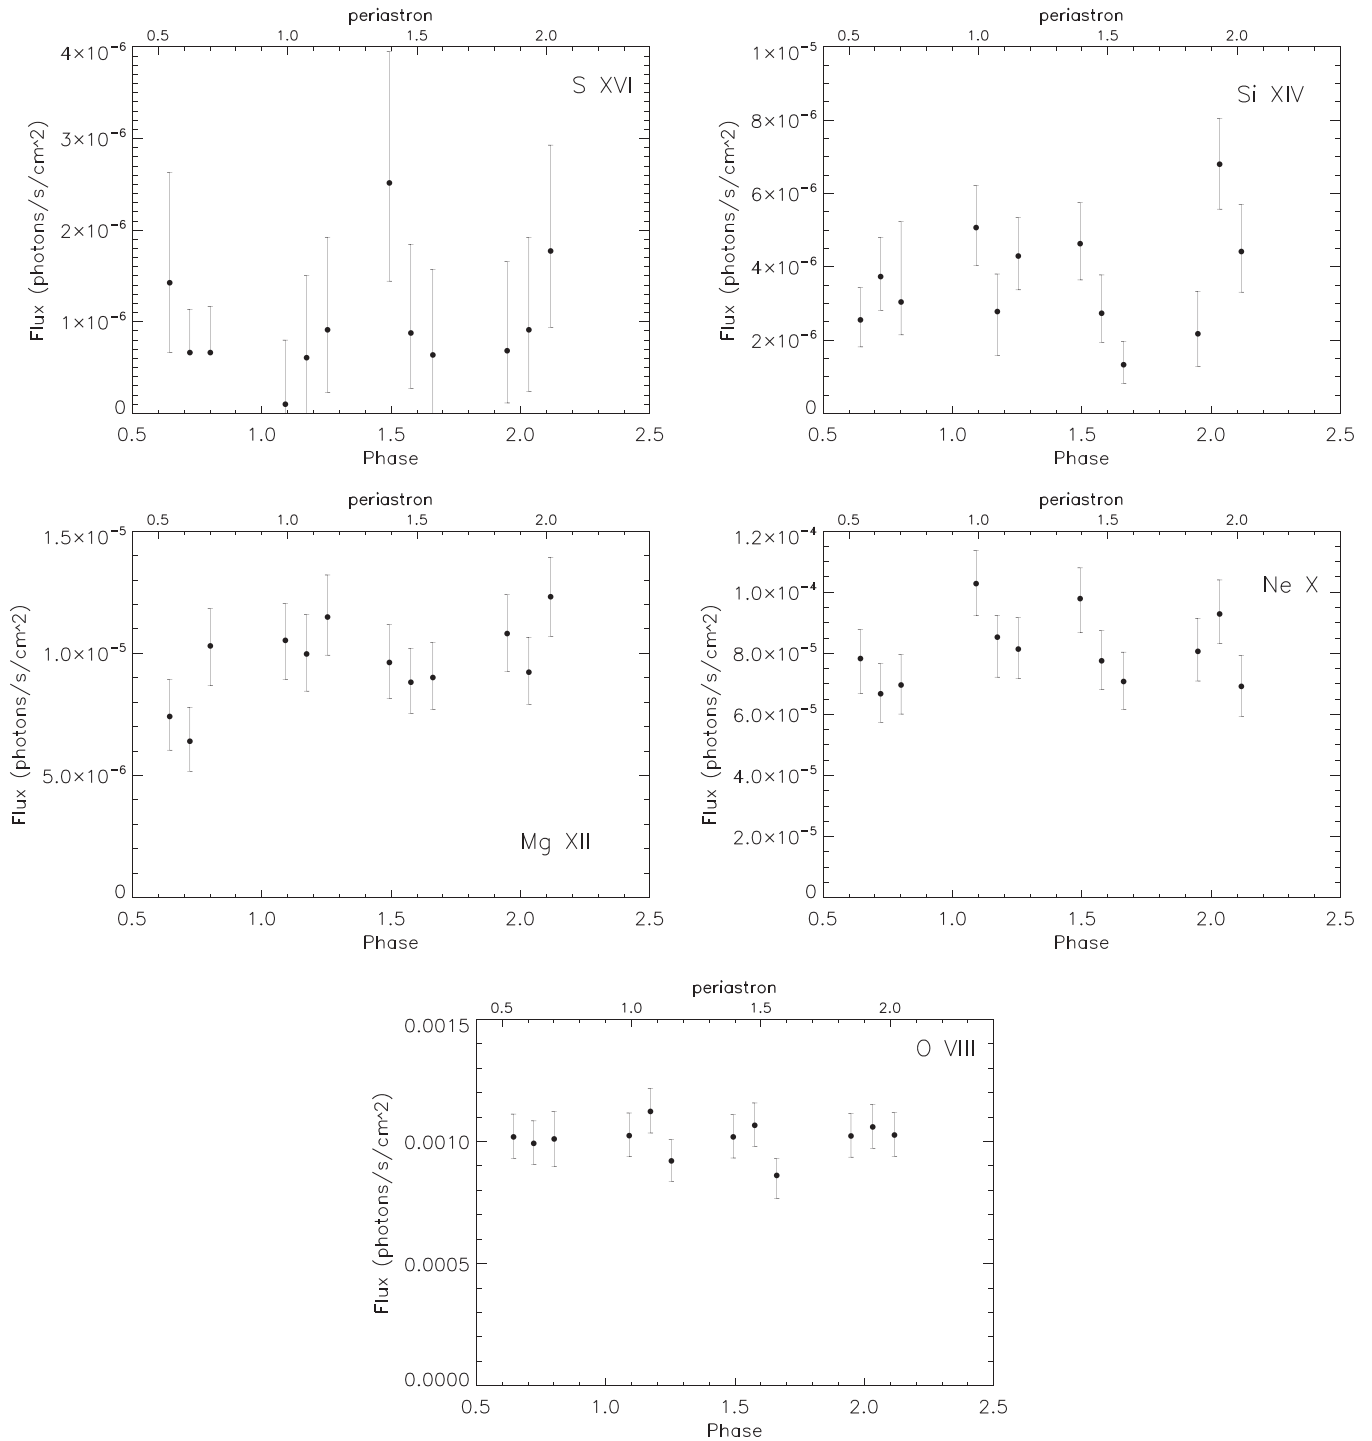 periastron
0.5 1.0 1.5 2.0
4×10⁻⁶
3×10⁻⁶
2×10⁻⁶
1×10⁻⁶
0
Flux (photons/s/cm^2)
S XVI
0.5 1.0 1.5 2.0 2.5
Phase
periastron
0.5 1.0 1.5 2.0
1×10⁻⁵
8×10⁻⁶
6×10⁻⁶
4×10⁻⁶
2×10⁻⁶
0
Flux (photons/s/cm^2)
Si XIV
0.5 1.0 1.5 2.0 2.5
Phase
periastron
0.5 1.0 1.5 2.0
1.5×10⁻⁵
1.0×10⁻⁵
5.0×10⁻⁶
0
Flux (photons/s/cm^2)
Mg XII
0.5 1.0 1.5 2.0 2.5
Phase
periastron
0.5 1.0 1.5 2.0
1.2×10⁻⁴
1.0×10⁻⁴
8.0×10⁻⁵
6.0×10⁻⁵
4.0×10⁻⁵
2.0×10⁻⁵
0
Flux (photons/s/cm^2)
Ne X
0.5 1.0 1.5 2.0 2.5
Phase
periastron
0.5 1.0 1.5 2.0
0.0015
0.0010
0.0005
0.0000
Flux (photons/s/cm^2)
O VIII
0.5 1.0 1.5 2.0 2.5
Phase